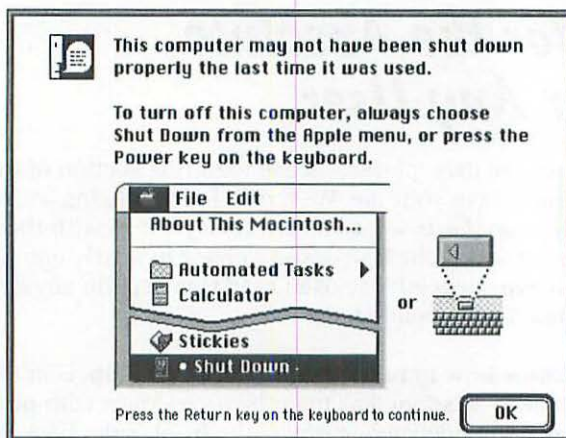 This computer may not have been shut down
properly the last time it was used.
To turn off this computer, always choose
Shut Down from the Apple menu, or press the
Power key on the keyboard.
File Edit
About This Macintosh...
Automated Tasks
Calculator
or
Stickies
• Shut Down
Press the Return key on the keyboard to continue.
OK